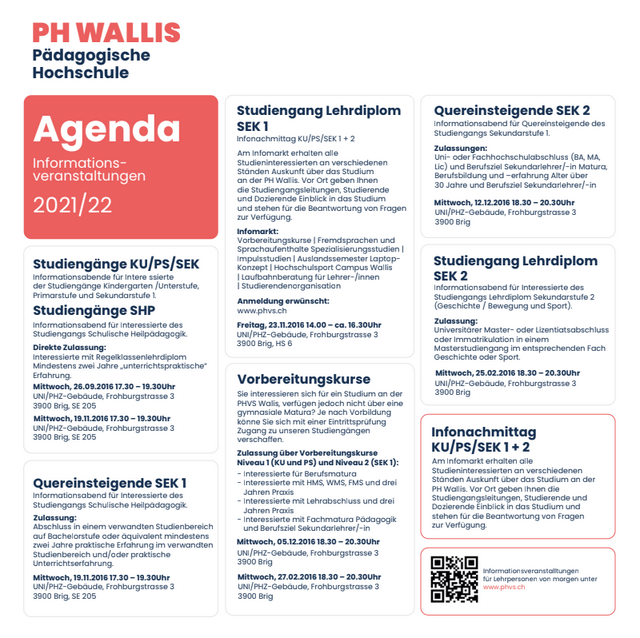 PH WALLIS
Pädagogische
Hochschule
Agenda
Informations-
veranstaltungen
2021/22
Studiengänge KU/PS/SEK
Informationsabende für Intere ssierte
der Studiengänge Kindergarten /Unterstufe,
Primarstufe und Sekundarstufe 1.
Studiengänge SHP
Informationsabend für Interessierte des
Studiengangs Schulische Heilpädagogik.
Direkte Zulassung:
Interessierte mit Regelklassenlehrdiplom
Mindestens zwei Jahre „unterrichtspraktische"
Erfahrung.
Mittwoch, 26.09.2016 17.30 – 19.30Uhr
UNI/PHZ-Gebäude, Frohburgstrasse 3
3900 Brig, SE 205
Mittwoch, 19.11.2016 17.30 – 19.30Uhr
UNI/PHZ-Gebäude, Frohburgstrasse 3
3900 Brig, SE 205
Quereinsteigende SEK 1
Informationsabend für Interessierte des
Studiengangs Schulische Heilpädagogik.
Zulassung:
Abschluss in einem verwandten Studienbereich
auf Bachelorstufe oder äquivalent mindestens
zwei Jahre praktische Erfahrung im verwandten
Studienbereich und/oder praktische
Unterrichtserfahrung.
Mittwoch, 19.11.2016 17.30 – 19.30Uhr
UNI/PHZ-Gebäude, Frohburgstrasse 3
3900 Brig, SE 205
Studiengang Lehrdiplom
SEK 1
Infonachmittag KU/PS/SEK 1 + 2
Am Infomarkt erhalten alle
Studieninteressierten an verschiedenen
Ständen Auskunft über das Studium
an der PH Wallis. Vor Ort geben Ihnen
die Studiengangsleitungen, Studierende
und Dozierende Einblick in das Studium
und stehen für die Beantwortung von Fragen
zur Verfügung.
Infomarkt:
Vorbereitungskurse | Fremdsprachen und
Sprachaufenthalte Spezialisierungsstudien |
Impulsstudien | Auslandssemester Laptop-
Konzept | Hochschulsport Campus Wallis
| Laufbahnberatung für Lehrer-/innen
| Studierendenorganisation
Anmeldung erwünscht:
www.phvs.ch
Freitag, 23.11.2016 14.00 – ca. 16.30Uhr
UNI/PHZ-Gebäude, Frohburgstrasse 3
3900 Brig, HS 6
Vorbereitungskurse
Sie interessieren sich für ein Studium an der
PHVS Wallis, verfügen jedoch nicht über eine
gymnasiale Matura? Je nach Vorbildung
könne Sie sich mit einer Eintrittsprüfung
Zugang zu unseren Studiengängen
verschaffen.
Zulassung über Vorbereitungskurse
Niveau 1 (KU und PS) und Niveau 2 (SEK 1):
- Interessierte für Berufsmatura
- Interessierte mit HMS, WMS, FMS und drei
Jahren Praxis
- Interessierte mit Lehrabschluss und drei
Jahren Praxis
- Interessierte mit Fachmatura Pädagogik
und Berufsziel Sekundarlehrer/-in
Mittwoch, 05.12.2016 18.30 – 20.30Uhr
UNI/PHZ-Gebäude, Frohburgstrasse 3
3900 Brig
Mittwoch, 27.02.2016 18.30 – 20.30Uhr
UNI/PHZ-Gebäude, Frohburgstrasse 3
3900 Brig
Quereinsteigende SEK 2
Informationsabend für Quereinsteigende des
Studiengangs Sekundarstufe 1.
Zulassungen:
Uni- oder Fachhochschulabschluss (BA, MA,
Lic) und Berufsziel Sekundarlehrer/-in Matura,
Berufsbildung und –erfahrung Alter über
30 Jahre und Berufsziel Sekundarlehrer/-in
Mittwoch, 12.12.2016 18.30 – 20.30Uhr
UNI/PHZ-Gebäude, Frohburgstrasse 3
3900 Brig
Studiengang Lehrdiplom
SEK 2
Informationsabend für Interessierte des
Studiengangs Lehrdiplom Sekundarstufe 2
(Geschichte / Bewegung und Sport).
Zulassung:
Universitärer Master- oder Lizentiatsabschluss
oder Immatrikulation in einem
Masterstudiengang im entsprechenden Fach
Geschichte oder Sport.
Mittwoch, 25.02.2016 18.30 – 20.30Uhr
UNI/PHZ-Gebäude, Frohburgstrasse 3
3900 Brig
Infonachmittag
KU/PS/SEK 1 + 2
Am Infomarkt erhalten alle
Studieninteressierten an verschiedenen
Ständen Auskunft über das Studium an der
PH Wallis. Vor Ort geben Ihnen die
Studiengangsleitungen, Studierende und
Dozierende Einblick in das Studium und
stehen für die Beantwortung von Fragen
zur Verfügung.
Informationsveranstalltungen
für Lehrpersonen von morgen unter
www.phvs.ch